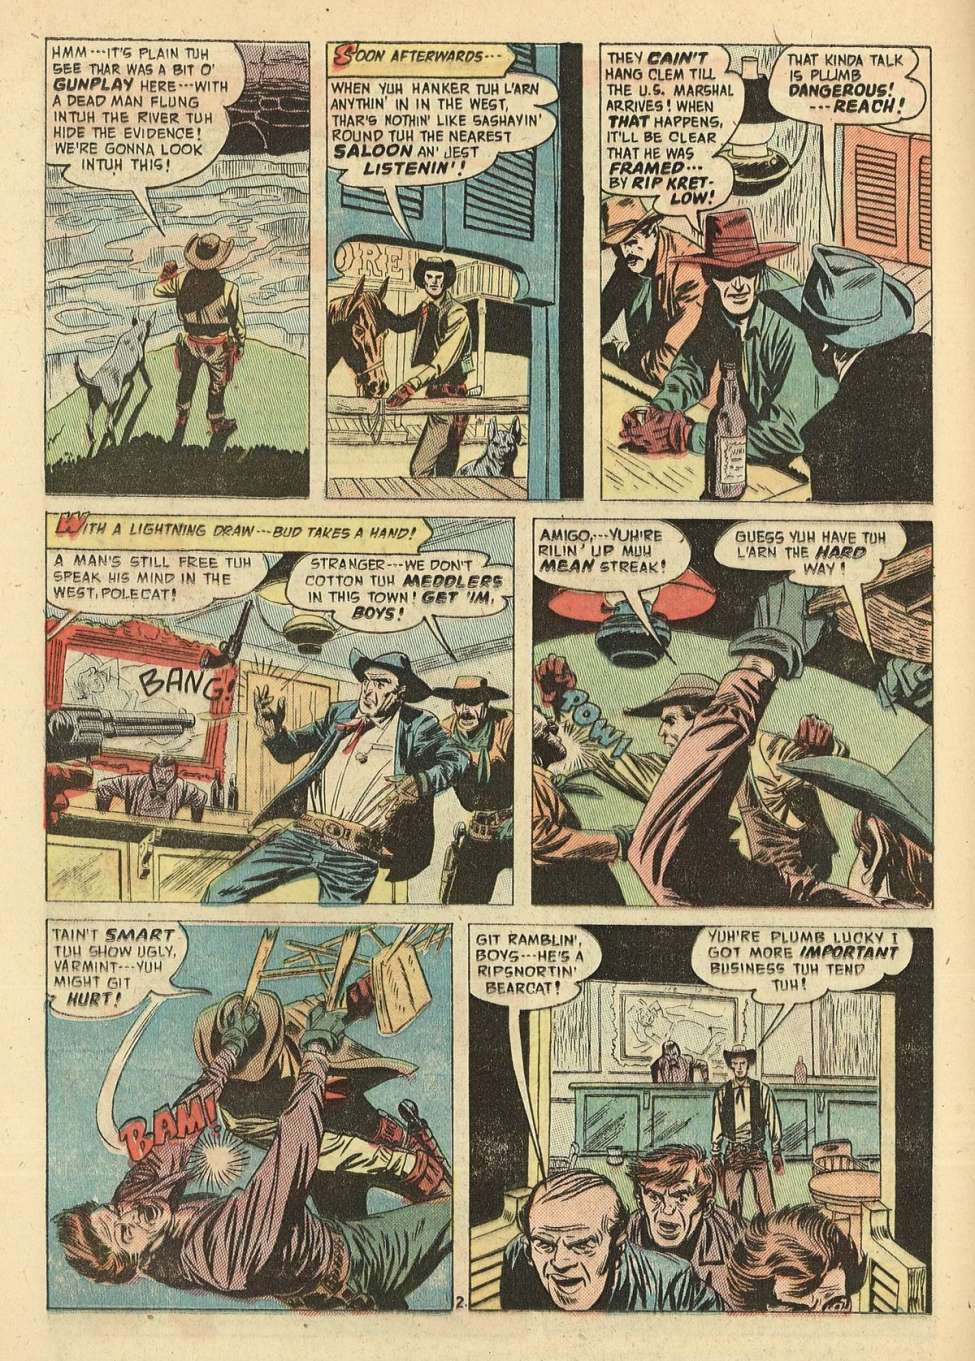 HMM---IT'S PLAIN TUH
SEE THAR WAS A BIT O'
GUNPLAY HERE---WITH
A DEAD MAN FLUNG
INTUH THE RIVER TUH
HIDE THE EVIDENCE!
WE'RE GONNA LOOK
INTUH THIS!
SOON AFTERWARDS---
WHEN YUH HANKER TUH L'ARN
ANYTHIN' IN IN THE WEST,
THAR'S NOTHIN' LIKE SASHAYIN'
'ROUND TUH THE NEAREST
SALOON AN' JEST
LISTENIN'!
ORE
THEY CAIN'T
HANG CLEM TILL
THE U.S. MARSHAL
ARRIVES! WHEN
THAT HAPPENS,
IT'LL BE CLEAR
THAT HE WAS
FRAMED---
BY RIP KRET-
LOW!
THAT KINDA TALK
IS PLUMB
DANGEROUS!
---REACH!
WITH A LIGHTNING DRAW---BUD TAKES A HAND!
A MAN'S STILL FREE TUH
SPEAK HIS MIND IN THE
WEST, POLECAT!
STRANGER---WE DON'T
COTTON TUH MEDDLERS
IN THIS TOWN! GET 'IM,
BOYS!
BANG!
AMIGO,---YUH'RE
RILIN' UP MUH
MEAN STREAK!
GUESS YUH HAVE TUH
L'ARN THE HARD
WAY!
POW!
TAIN'T SMART
TUH SHOW UGLY,
VARMINT---YUH
MIGHT GIT
HURT!
BAM!
GIT RAMBLIN',
BOYS---HE'S A
RIPSNORTIN'
BEARCAT!
YUH'RE PLUMB LUCKY I
GOT MORE IMPORTANT
BUSINESS TUH TEND
TUH!
2.